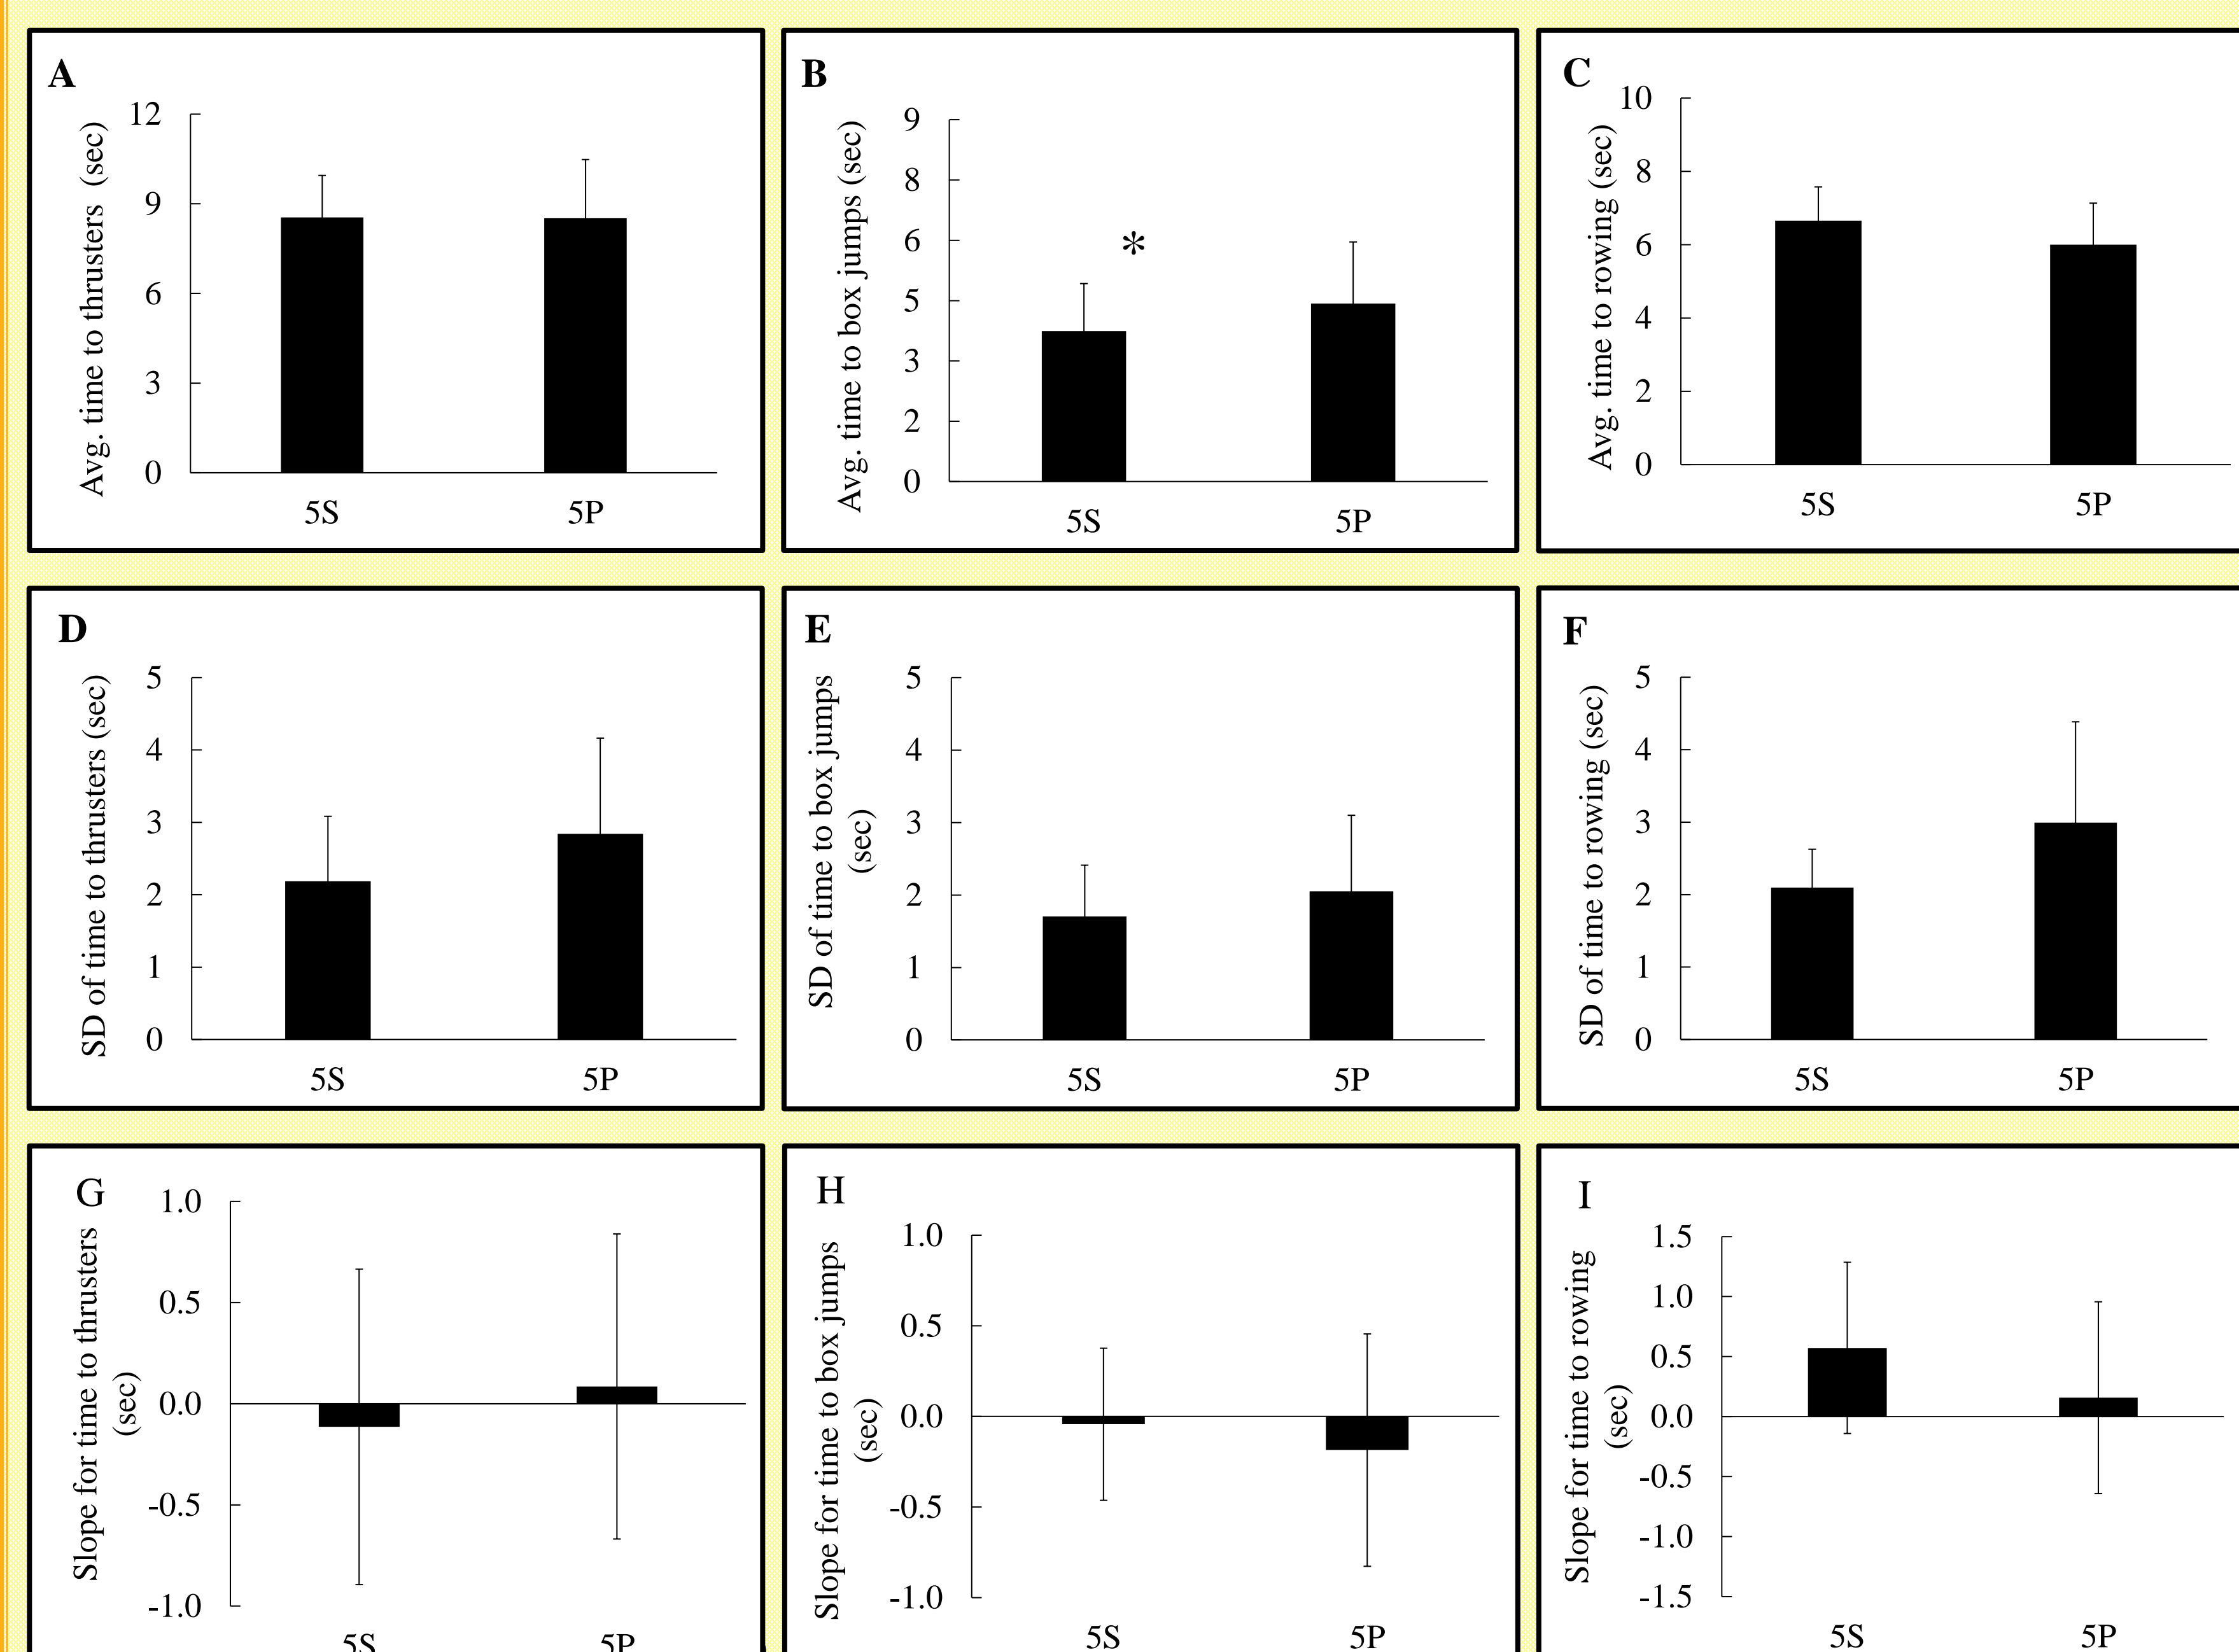 A
Avg. time to thrusters (sec)
12
9
6
3
0
5S 5P
B
Avg. time to box jumps (sec)
9
8
6
5
3
2
0
*
5S 5P
C
Avg. time to rowing (sec)
10
8
6
4
2
0
5S 5P
D
SD of time to thrusters (sec)
5
4
3
2
1
0
5S 5P
E
SD of time to box jumps
(sec)
5
4
3
2
1
0
5S 5P
F
SD of time to rowing (sec)
5
4
3
2
1
0
5S 5P
G
Slope for time to thrusters
(sec)
1.0
0.5
0.0
-0.5
-1.0
5S 5P
H
Slope for time to box jumps
(sec)
1.0
0.5
0.0
-0.5
-1.0
5S 5P
I
Slope for time to rowing
(sec)
1.5
1.0
0.5
0.0
-0.5
-1.0
-1.5
5S 5P